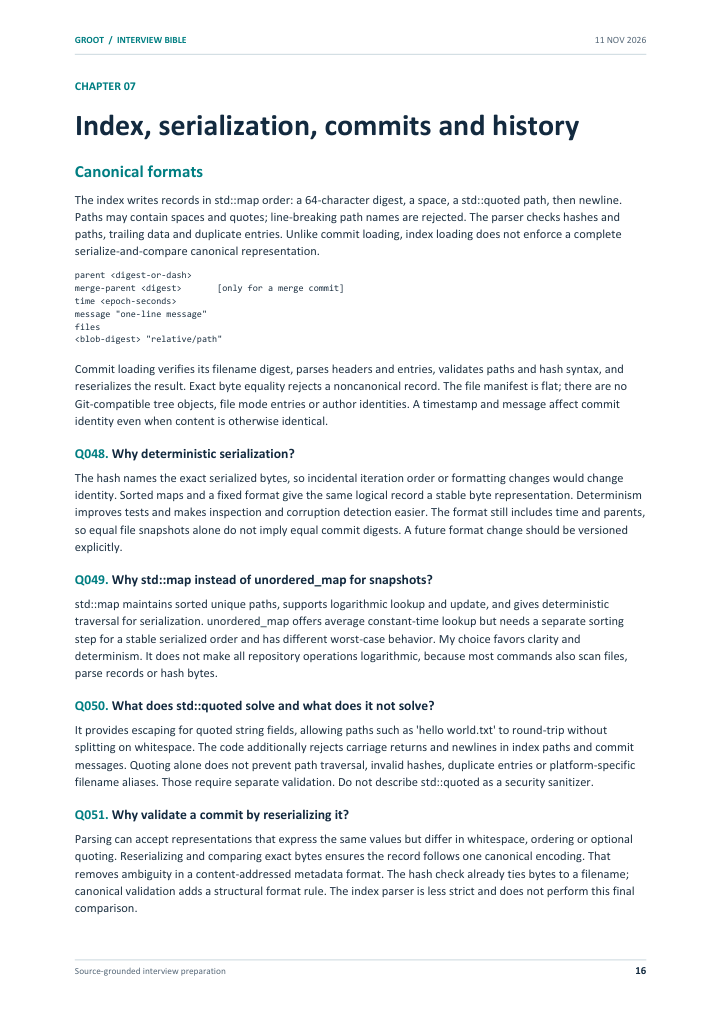 GROOT / INTERVIEW BIBLE
11 NOV 2026
CHAPTER 07
Index, serialization, commits and history
Canonical formats
The index writes records in std::map order: a 64-character digest, a space, a std::quoted path, then newline.
Paths may contain spaces and quotes; line-breaking path names are rejected. The parser checks hashes and
paths, trailing data and duplicate entries. Unlike commit loading, index loading does not enforce a complete
serialize-and-compare canonical representation.
parent <digest-or-dash>
merge-parent <digest>      [only for a merge commit]
time <epoch-seconds>
message "one-line message"
files
<blob-digest> "relative/path"
Commit loading verifies its filename digest, parses headers and entries, validates paths and hash syntax, and
reserializes the result. Exact byte equality rejects a noncanonical record. The file manifest is flat; there are no
Git-compatible tree objects, file mode entries or author identities. A timestamp and message affect commit
identity even when content is otherwise identical.
Q048. Why deterministic serialization?
The hash names the exact serialized bytes, so incidental iteration order or formatting changes would change
identity. Sorted maps and a fixed format give the same logical record a stable byte representation. Determinism
improves tests and makes inspection and corruption detection easier. The format still includes time and parents,
so equal file snapshots alone do not imply equal commit digests. A future format change should be versioned
explicitly.
Q049. Why std::map instead of unordered_map for snapshots?
std::map maintains sorted unique paths, supports logarithmic lookup and update, and gives deterministic
traversal for serialization. unordered_map offers average constant-time lookup but needs a separate sorting
step for a stable serialized order and has different worst-case behavior. My choice favors clarity and
determinism. It does not make all repository operations logarithmic, because most commands also scan files,
parse records or hash bytes.
Q050. What does std::quoted solve and what does it not solve?
It provides escaping for quoted string fields, allowing paths such as 'hello world.txt' to round-trip without
splitting on whitespace. The code additionally rejects carriage returns and newlines in index paths and commit
messages. Quoting alone does not prevent path traversal, invalid hashes, duplicate entries or platform-specific
filename aliases. Those require separate validation. Do not describe std::quoted as a security sanitizer.
Q051. Why validate a commit by reserializing it?
Parsing can accept representations that express the same values but differ in whitespace, ordering or optional
quoting. Reserializing and comparing exact bytes ensures the record follows one canonical encoding. That
removes ambiguity in a content-addressed metadata format. The hash check already ties bytes to a filename;
canonical validation adds a structural format rule. The index parser is less strict and does not perform this final
comparison.
Source-grounded interview preparation
16